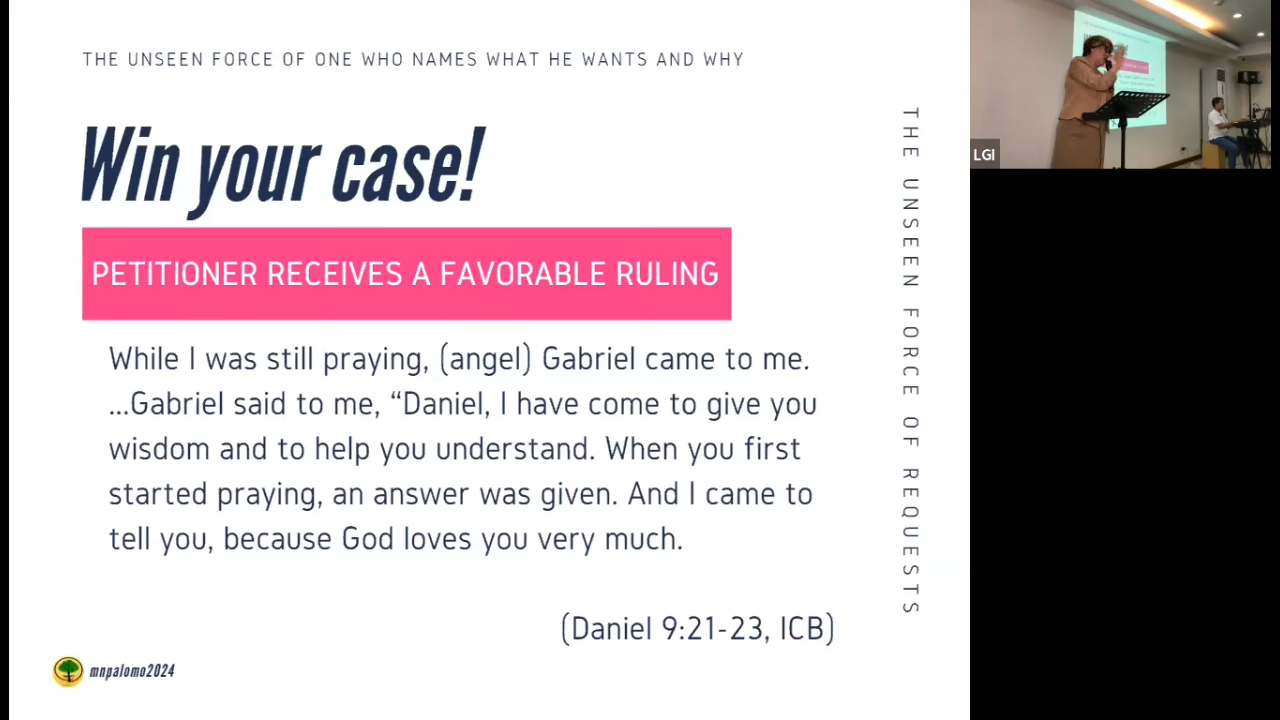 THE UNSEEN FORCE OF ONE WHO NAMES WHAT HE WANTS AND WHY
Win your case!
PETITIONER RECEIVES A FAVORABLE RULING
While I was still praying, (angel) Gabriel came to me.
...Gabriel said to me, “Daniel, I have come to give you
wisdom and to help you understand. When you first
started praying, an answer was given. And I came to
tell you, because God loves you very much.
(Daniel 9:21-23, ICB)
mnpalomo2024
THE UNSEEN FORCE OF REQUESTS
LGI